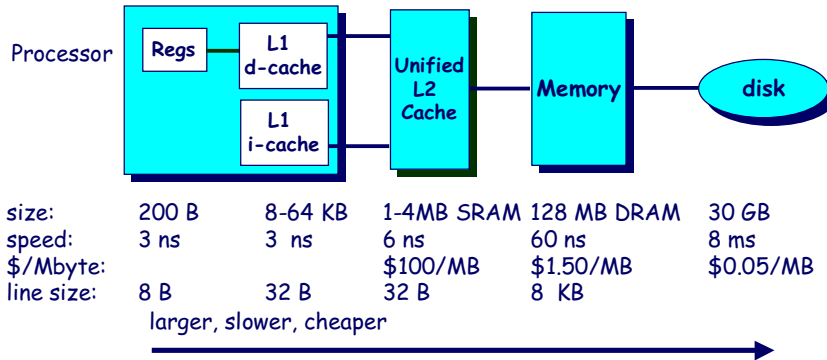 Processor
Regs
L1
d-cache
L1
i-cache
Unified
L2
Cache
Memory
disk
size: 200 B 8-64 KB 1-4MB SRAM 128 MB DRAM 30 GB
speed: 3 ns 3 ns 6 ns 60 ns 8 ms
$/Mbyte: $100/MB $1.50/MB $0.05/MB
line size: 8 B 32 B 32 B 8 KB
larger, slower, cheaper